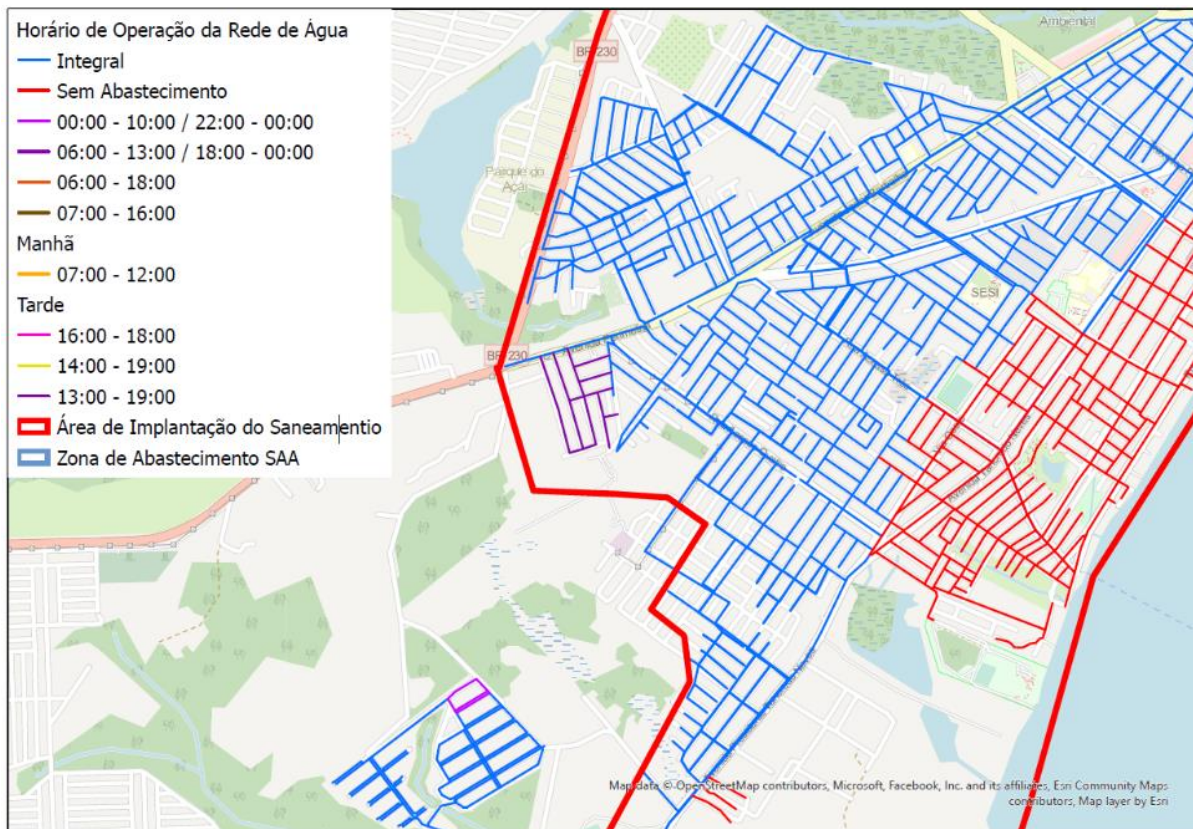 Horário de Operação da Rede de Água
Integral
Sem Abastecimento
00:00 - 10:00 / 22:00 - 00:00
06:00 - 13:00 / 18:00 - 00:00
06:00 - 18:00
07:00 - 16:00
Manhã
07:00 - 12:00
Tarde
16:00 - 18:00
14:00 - 19:00
13:00 - 19:00
Área de Implantação do Saneamentio
Zona de Abastecimento SAA
Ambiental
BR-230
Parque do
Açaí
SESI
BR-230
Map data © OpenStreetMap contributors, Microsoft, Facebook, Inc. and its affiliates, Esri Community Maps
contributors, Map layer by Esri